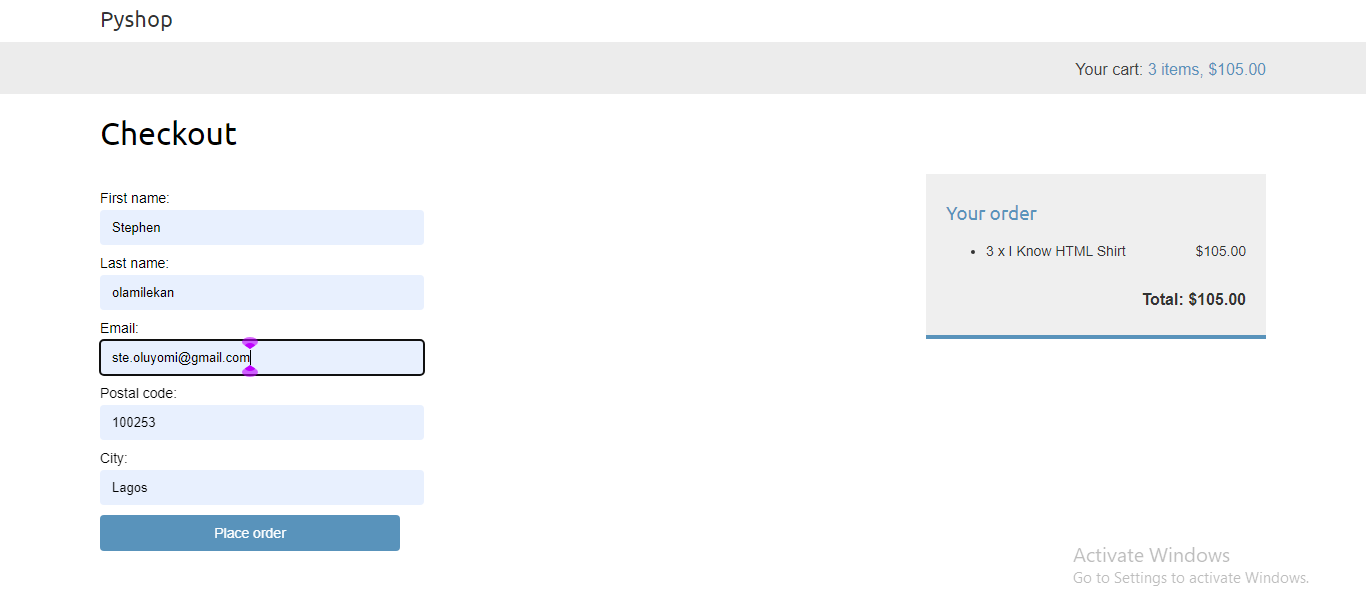 Pyshop
Your cart: 3 items, $105.00
Checkout
First name:
Stephen
Last name:
olamilekan
Email:
ste.oluyomi@gmail.com
Postal code:
100253
City:
Lagos
Place order
Your order
• 3 x I Know HTML Shirt $105.00
Total: $105.00
Activate Windows
Go to Settings to activate Windows.